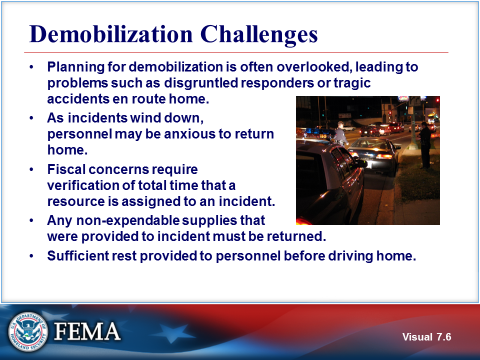 Demobilization Challenges
• Planning for demobilization is often overlooked, leading to
problems such as disgruntled responders or tragic
accidents en route home.
• As incidents wind down,
personnel may be anxious to return
home.
• Fiscal concerns require
verification of total time that a
resource is assigned to an incident.
• Any non-expendable supplies that
were provided to incident must be returned.
• Sufficient rest provided to personnel before driving home.
FEMA
Visual 7.6